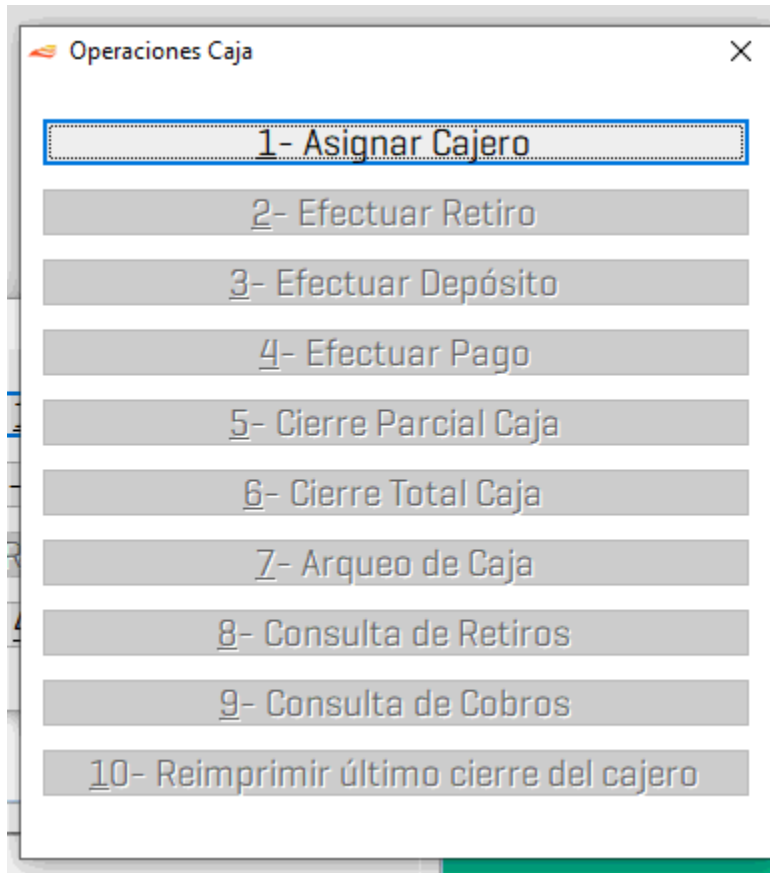 Operaciones Caja
1- Asignar Cajero
2- Efectuar Retiro
3- Efectuar Depósito
4- Efectuar Pago
5- Cierre Parcial Caja
6- Cierre Total Caja
7- Arqueo de Caja
8- Consulta de Retiros
9- Consulta de Cobros
10- Reimprimir último cierre del cajero